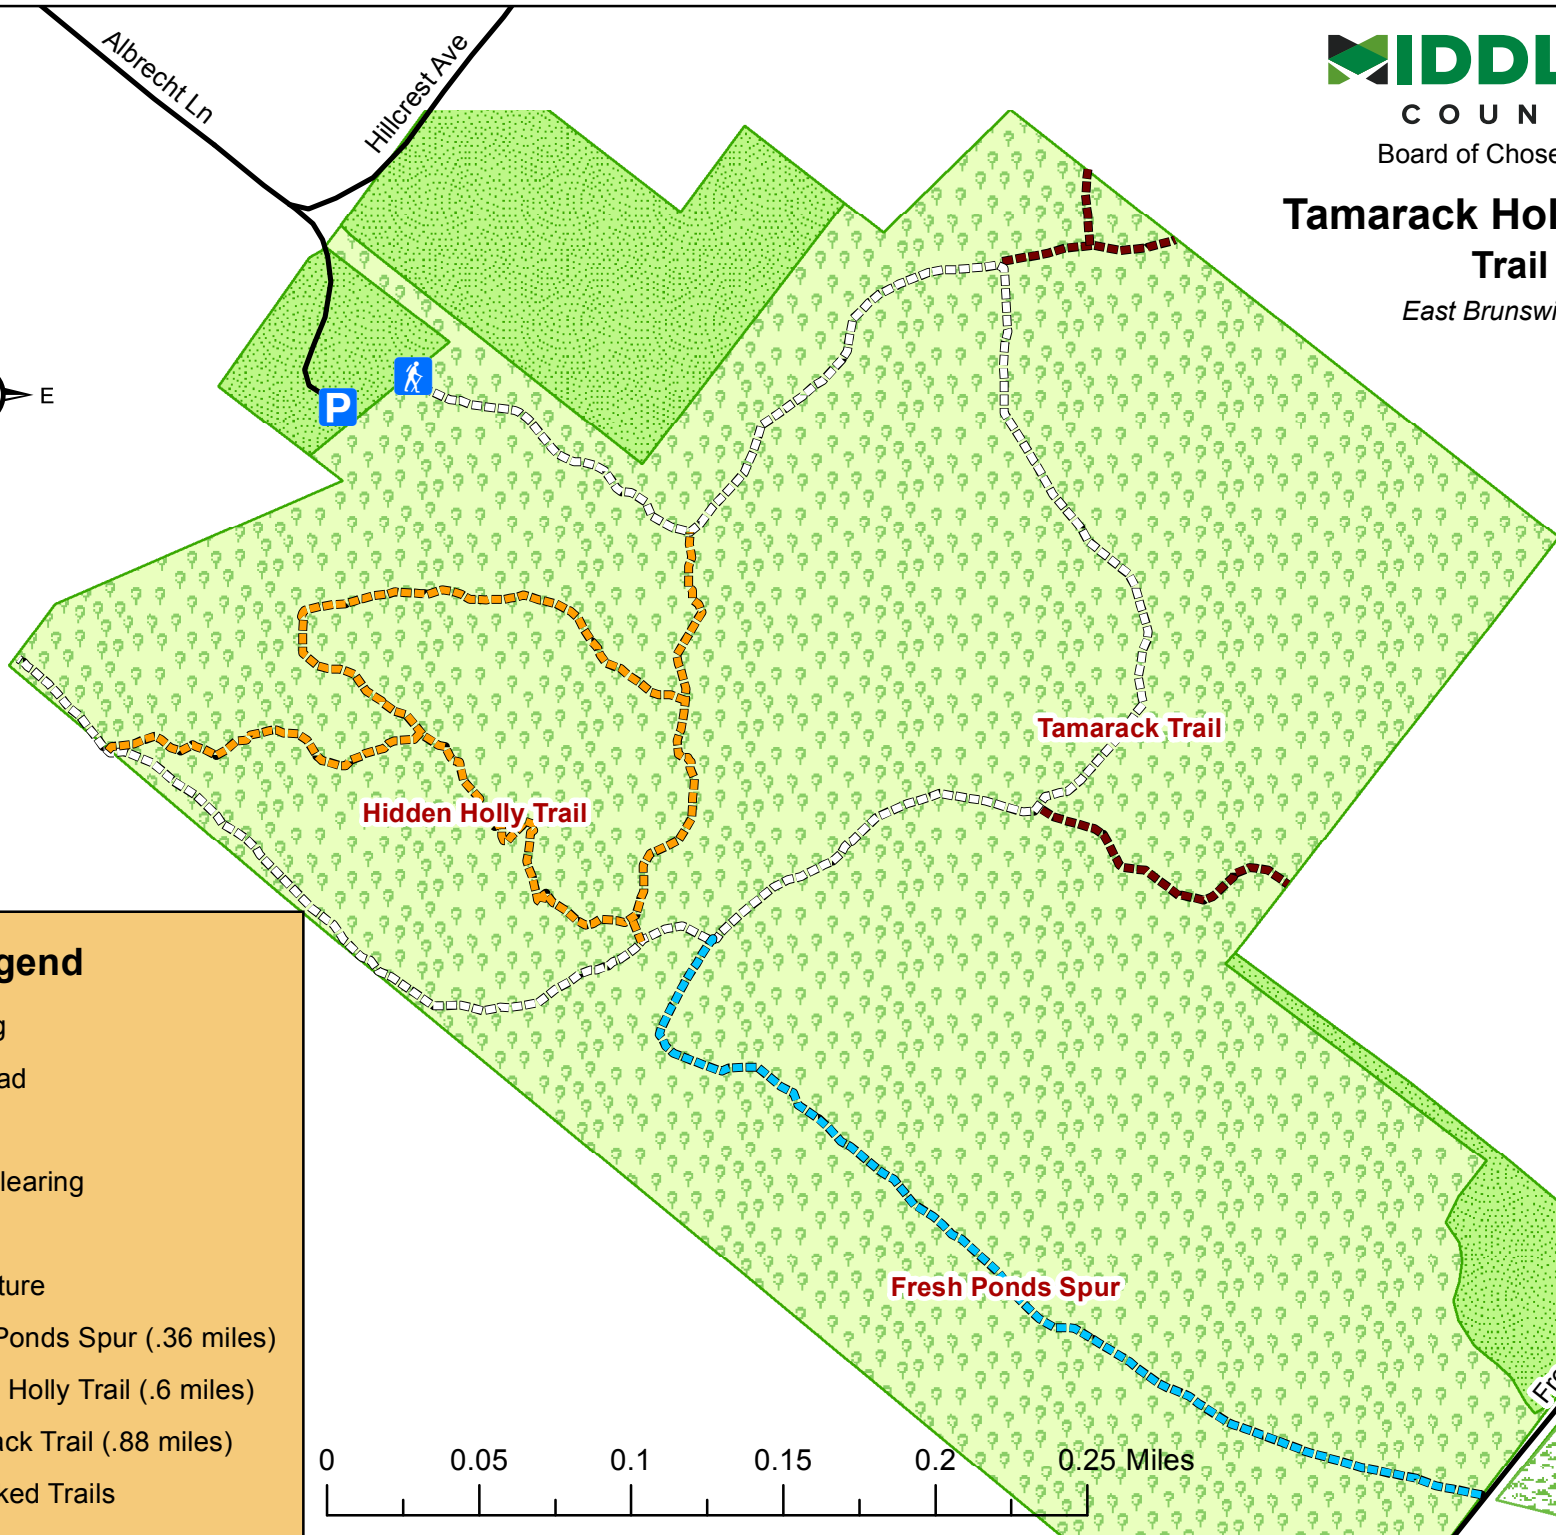 Albrecht Ln
Hillcrest Ave
IDDL
COUN
Board of Chose
Tamarack Hol
Trail
East Brunswi
E
P
Tamarack Trail
Hidden Holly Trail
Fresh Ponds Spur
gend
g
ad
learing
ture
Ponds Spur (.36 miles)
Holly Trail (.6 miles)
ack Trail (.88 miles)
ked Trails
0 0.05 0.1 0.15 0.2 0.25 Miles
Fre